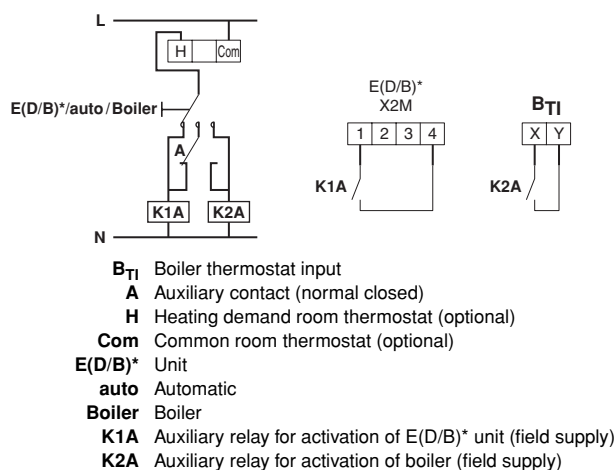 L
H Com
E(D/B)*/auto/Boiler
A
K1A K2A
N
E(D/B)*
X2M
1 2 3 4
K1A
BTI
X Y
K2A
BTI Boiler thermostat input
A Auxiliary contact (normal closed)
H Heating demand room thermostat (optional)
Com Common room thermostat (optional)
E(D/B)* Unit
auto Automatic
Boiler Boiler
K1A Auxiliary relay for activation of E(D/B)* unit (field supply)
K2A Auxiliary relay for activation of boiler (field supply)